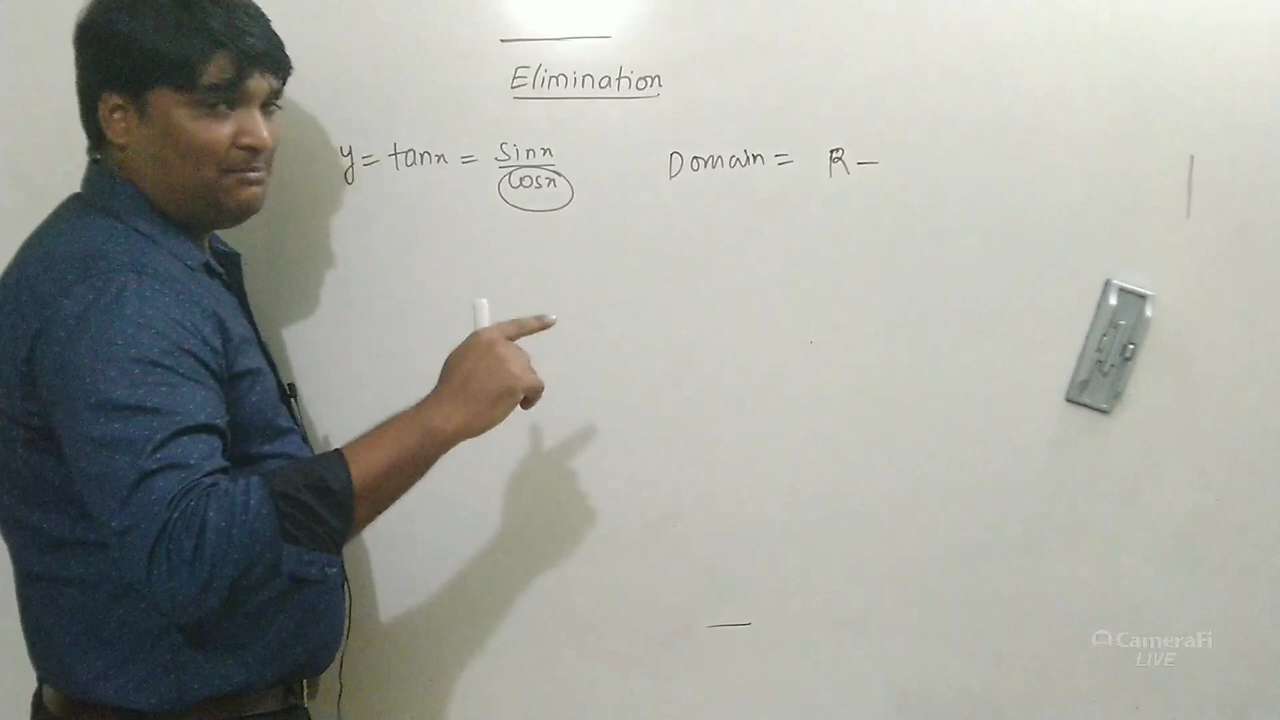 Elimination
y = tanx = sinx / cosx Domain = R -
CameraFi
LIVE